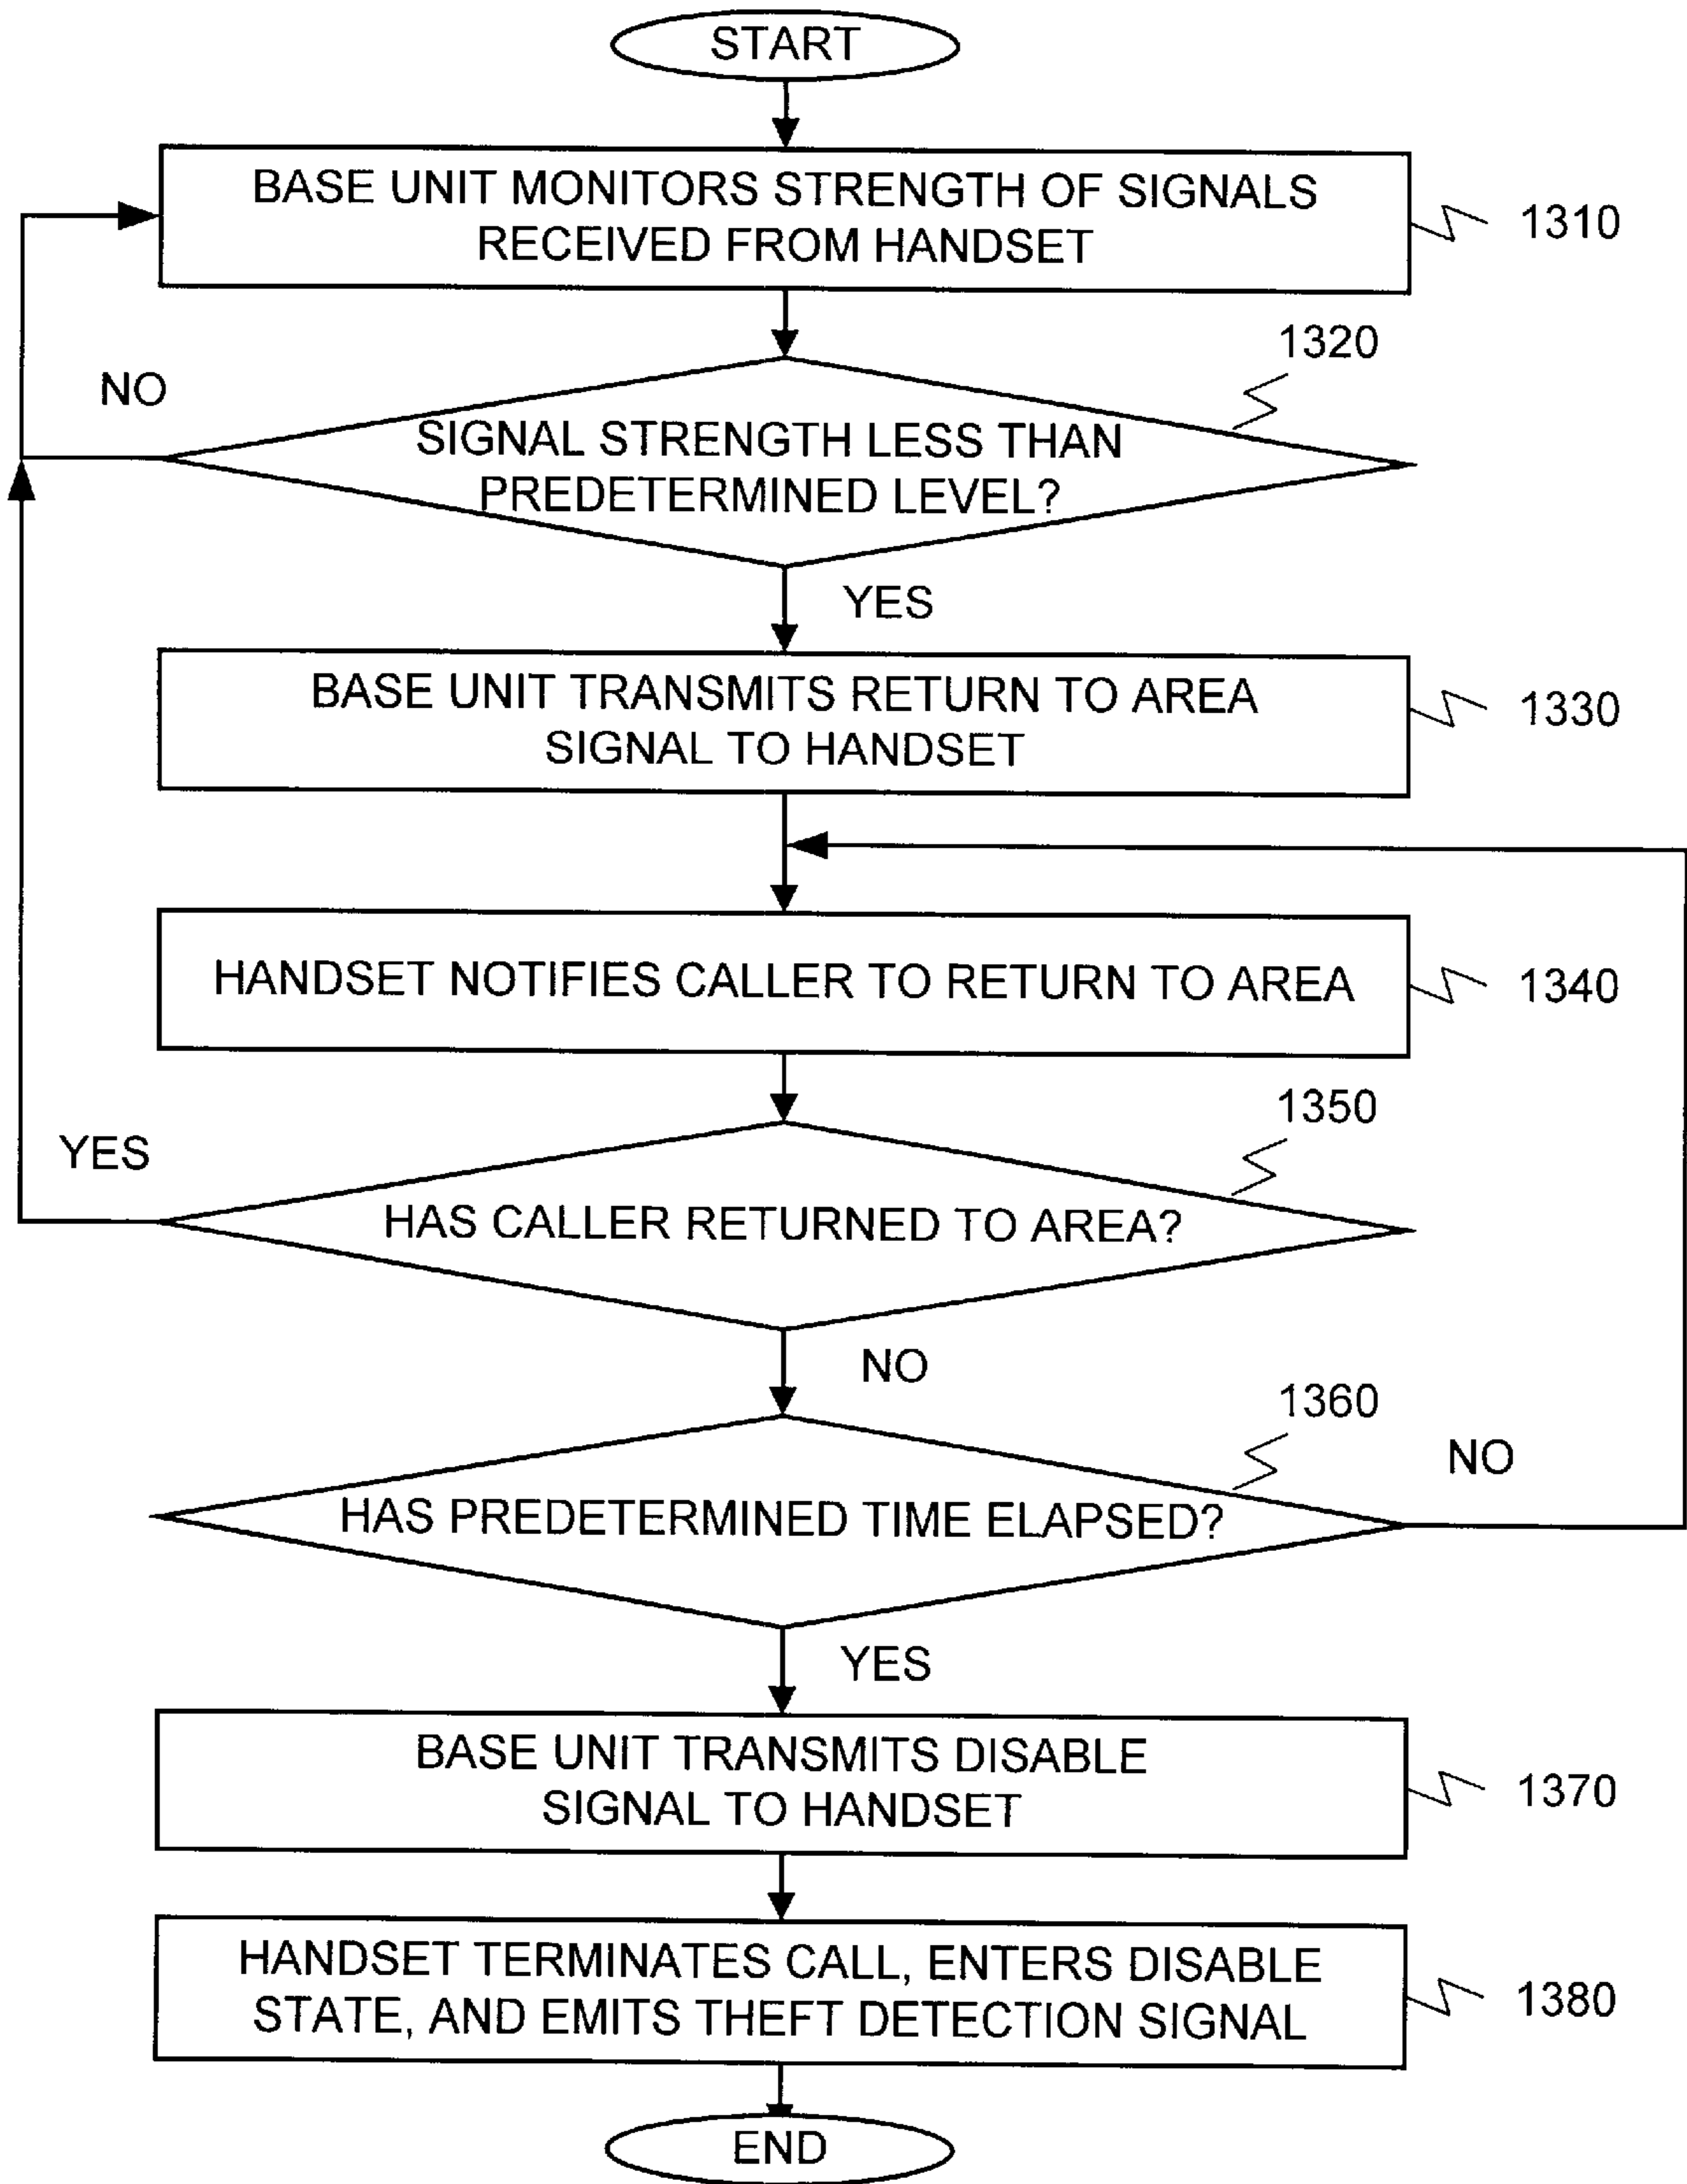 START
BASE UNIT MONITORS STRENGTH OF SIGNALS
RECEIVED FROM HANDSET
1310
1320
NO
SIGNAL STRENGTH LESS THAN
PREDETERMINED LEVEL?
YES
BASE UNIT TRANSMITS RETURN TO AREA
SIGNAL TO HANDSET
1330
HANDSET NOTIFIES CALLER TO RETURN TO AREA
1340
1350
YES
HAS CALLER RETURNED TO AREA?
NO
1360
NO
HAS PREDETERMINED TIME ELAPSED?
YES
BASE UNIT TRANSMITS DISABLE
SIGNAL TO HANDSET
1370
HANDSET TERMINATES CALL, ENTERS DISABLE
STATE, AND EMITS THEFT DETECTION SIGNAL
1380
END